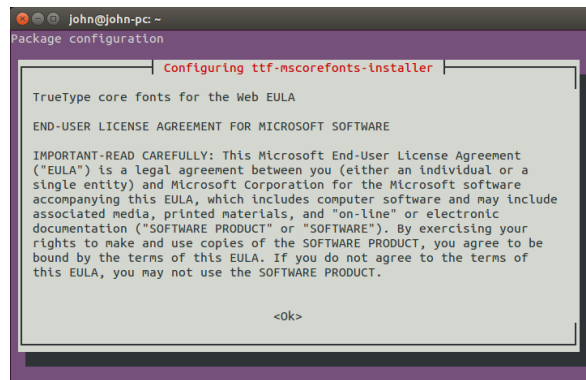 john@john-pc: ~
Package configuration
Configuring ttf-mscorefonts-installer
TrueType core fonts for the Web EULA
END-USER LICENSE AGREEMENT FOR MICROSOFT SOFTWARE
IMPORTANT-READ CAREFULLY: This Microsoft End-User License Agreement
("EULA") is a legal agreement between you (either an individual or a
single entity) and Microsoft Corporation for the Microsoft software
accompanying this EULA, which includes computer software and may include
associated media, printed materials, and "on-line" or electronic
documentation ("SOFTWARE PRODUCT" or "SOFTWARE"). By exercising your
rights to make and use copies of the SOFTWARE PRODUCT, you agree to be
bound by the terms of this EULA. If you do not agree to the terms of
this EULA, you may not use the SOFTWARE PRODUCT.
<Ok>